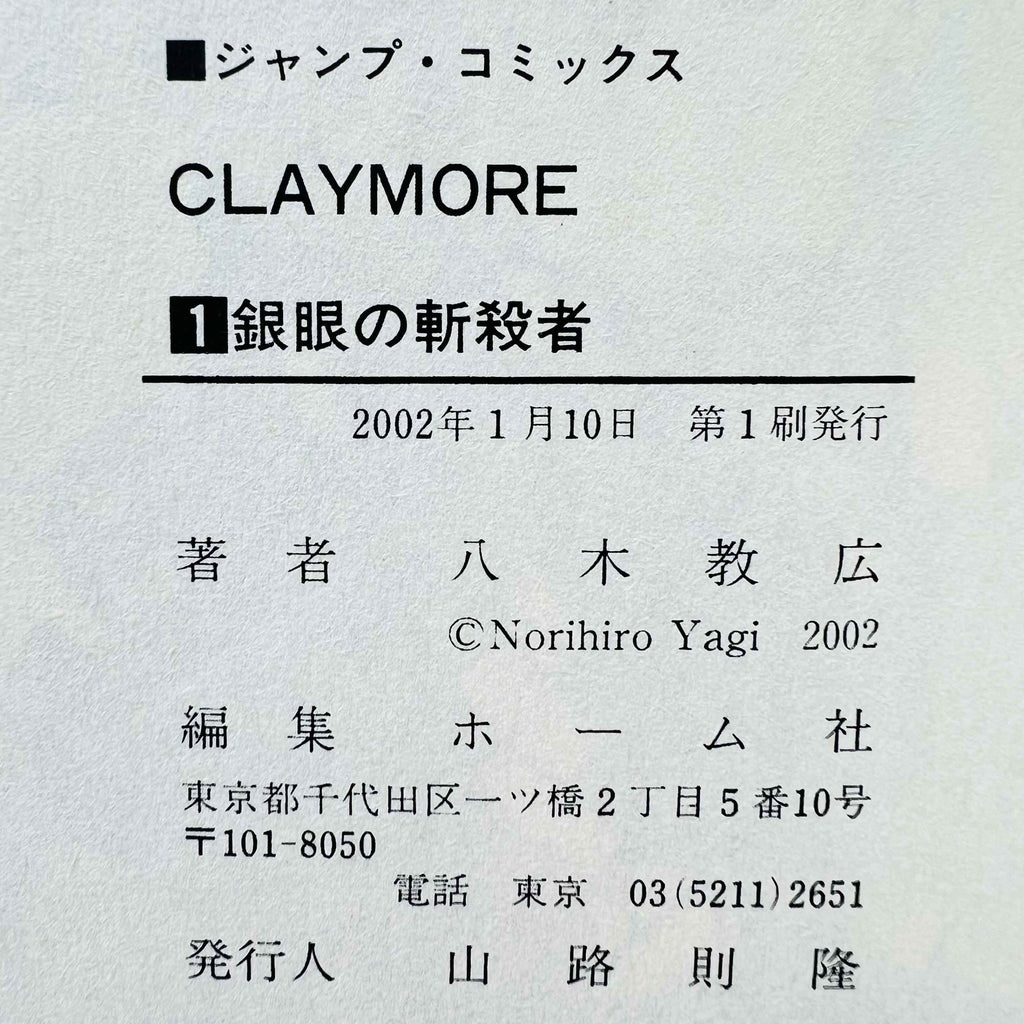 ■ジャンプ・コミックス
CLAYMORE
1銀眼の斬殺者
2002年1月10日 第1刷発行
著者 八木教広
©Norihiro Yagi 2002
編集 ホーム社
東京都千代田区一ツ橋2丁目5番10号
〒101-8050
電話 東京 03(5211)2651
発行人 山路則隆